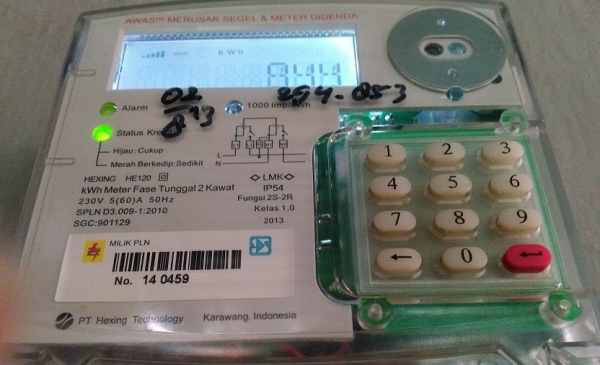 AWAS!!! MERUSAK SEGEL & METER DIDENDA
kWh
Alarm
02
8 13
1000 imp/kWh
254-053
Status Kredit
Hijau: Cukup
Merah Berkedip: Sedikit
L
N
HEXING HE120
LMK
kWh Meter Fase Tunggal 2 Kawat
IP54
230V 5(60)A 50Hz
Fungsi 2S-2R
SPLN D3.009-1:2010
Kelas 1,0
SGC:901129
2013
MILIK PLN
No. 14 0459
PT Hexing Technology Karawang, Indonesia
1 2 3
4 5 6
7 8 9
← 0 ↵